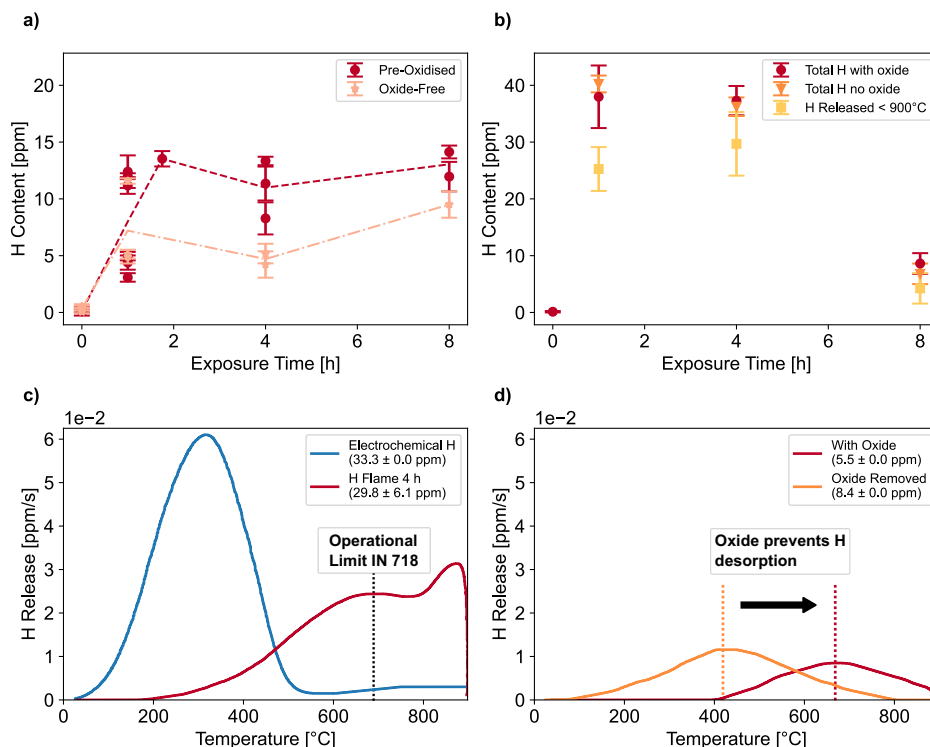 a)
H Content [ppm]
20
15
10
5
0
Pre-Oxidised
Oxide-Free
0 2 4 6 8
Exposure Time [h]
b)
H Content [ppm]
40
30
20
10
0
Total H with oxide
Total H no oxide
H Released < 900°C
0 2 4 6 8
Exposure Time [h]
c)
1e−2
H Release [ppm/s]
6
5
4
3
2
1
0
Electrochemical H
(33.3 ± 0.0 ppm)
H Flame 4 h
(29.8 ± 6.1 ppm)
Operational
Limit IN 718
0 200 400 600 800
Temperature [°C]
d)
1e−2
H Release [ppm/s]
6
5
4
3
2
1
0
With Oxide
(5.5 ± 0.0 ppm)
Oxide Removed
(8.4 ± 0.0 ppm)
Oxide prevents H
desorption
0 200 400 600 800
Temperature [°C]